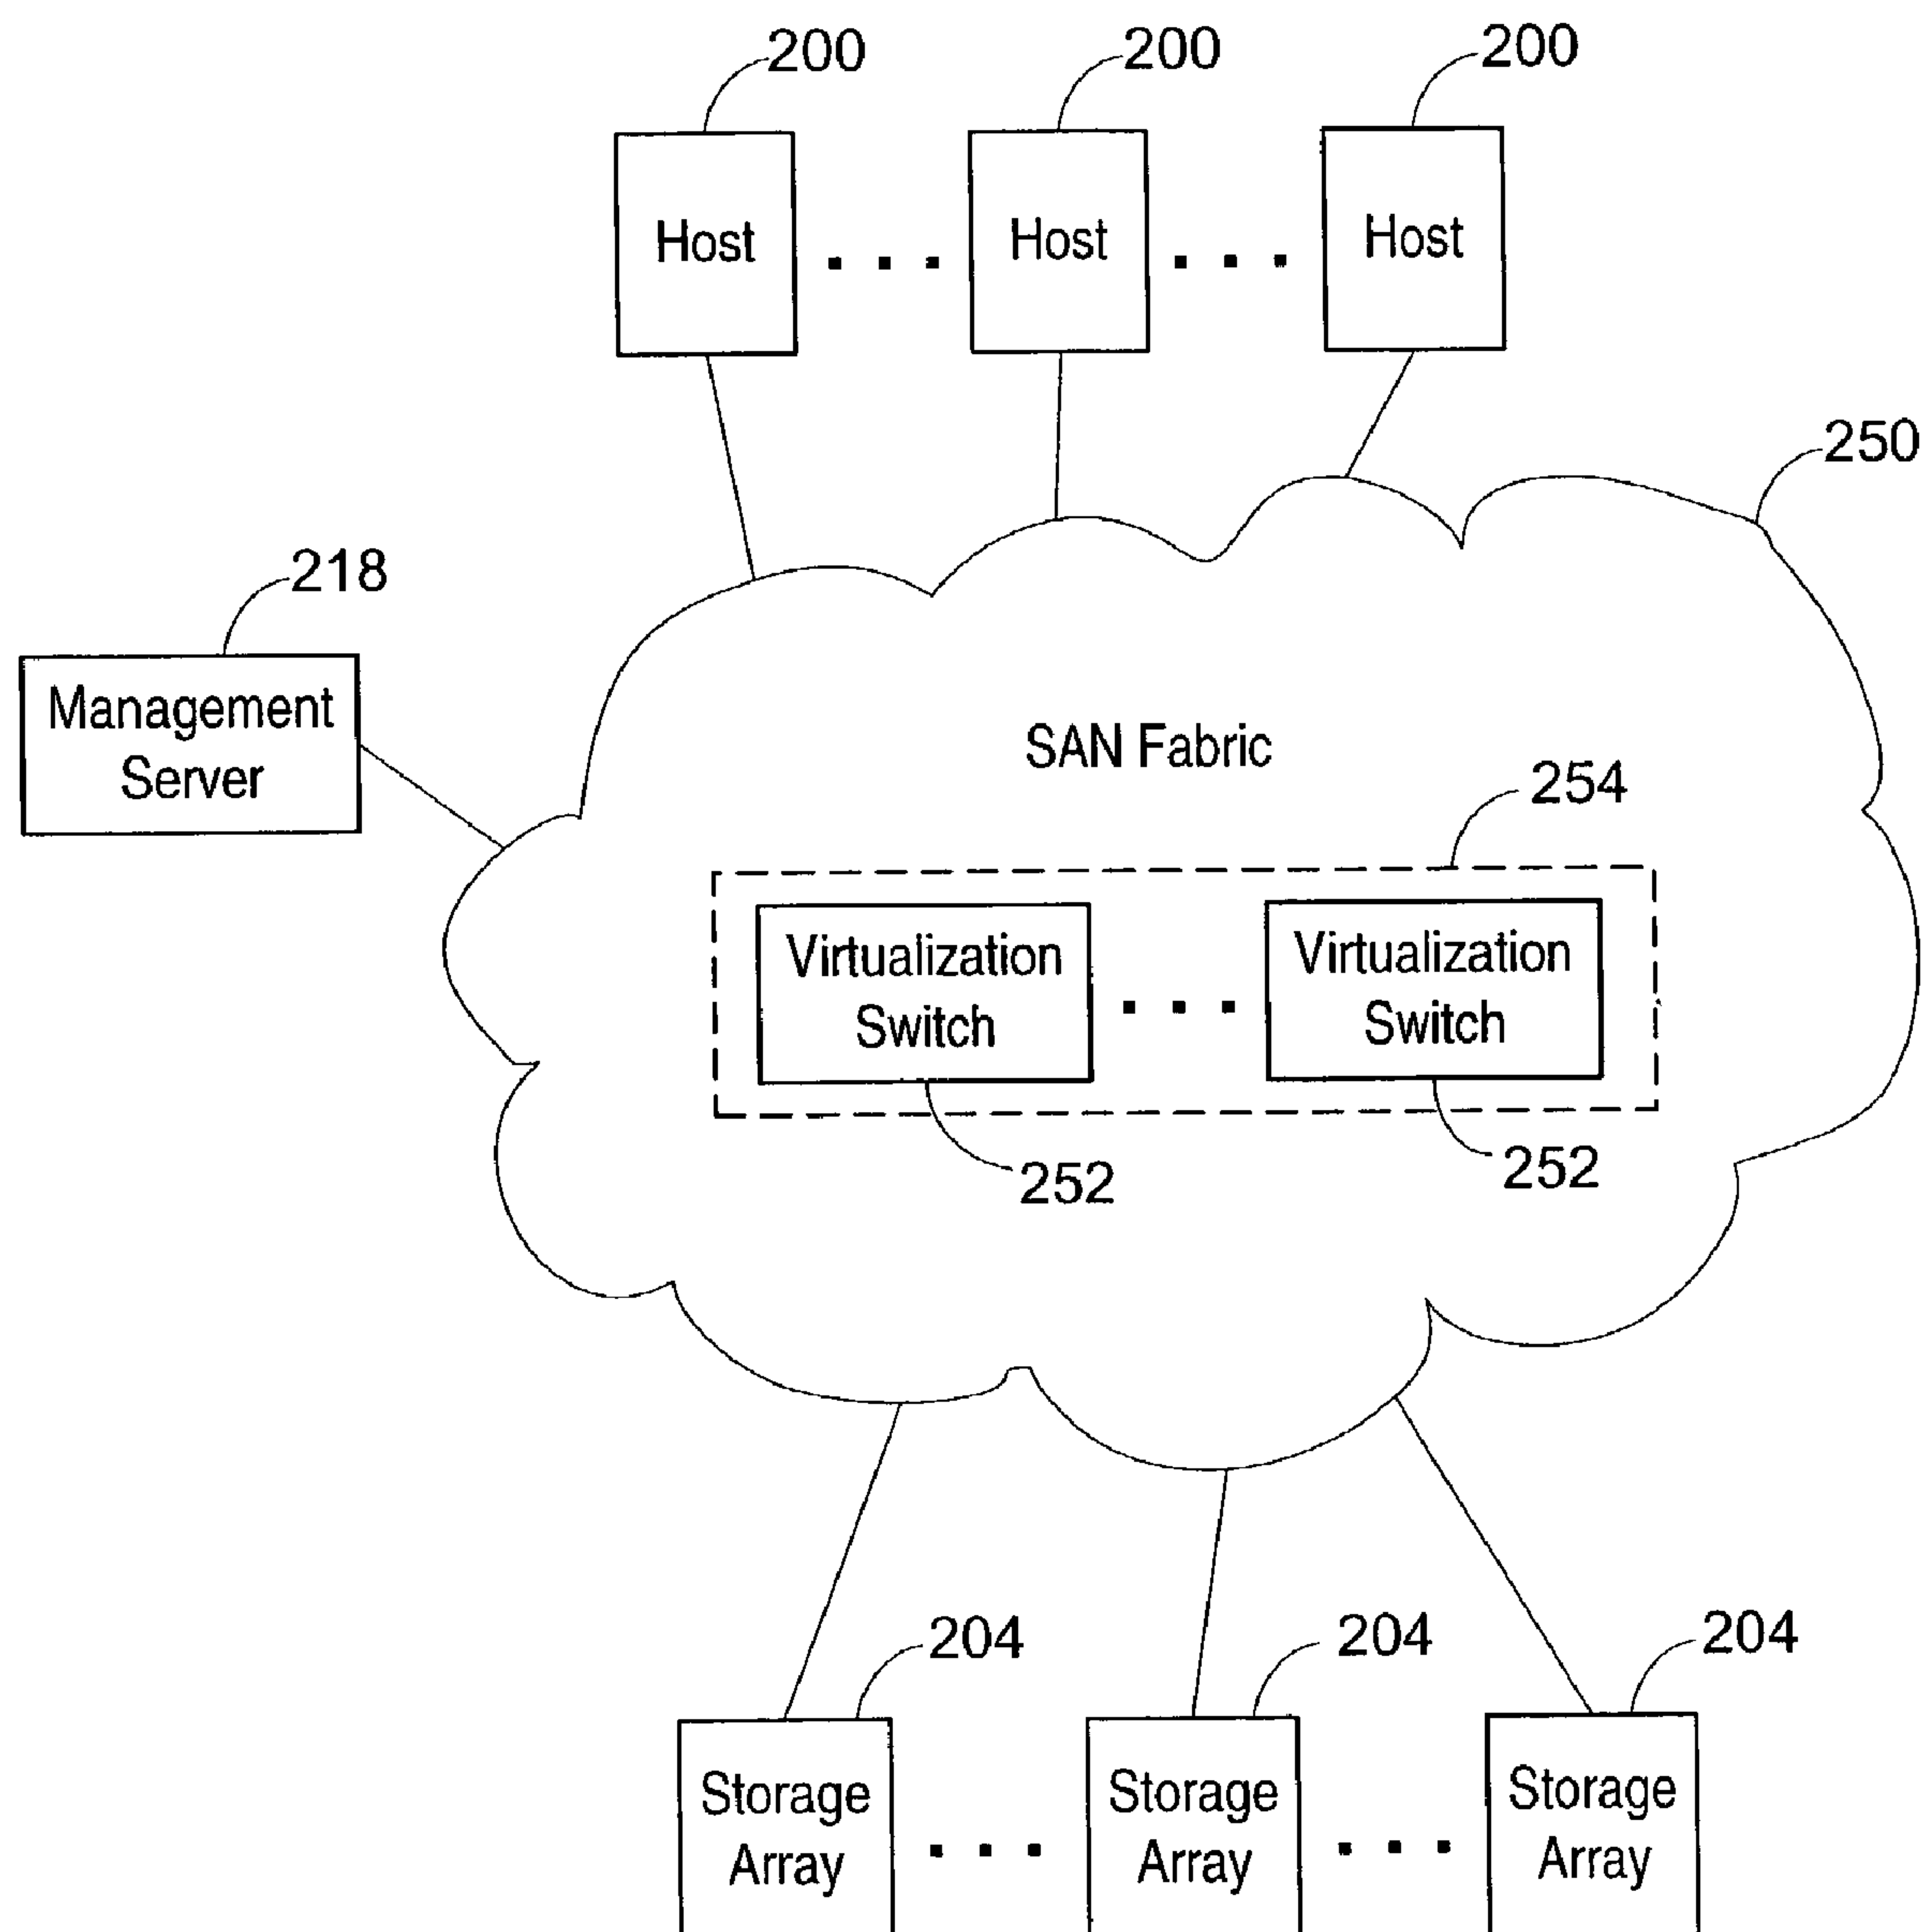 200 200 200
Host Host Host
250
218
Management
Server
SAN Fabric
254
Virtualization Virtualization
Switch Switch
252 252
204 204 204
Storage Storage Storage
Array Array Array